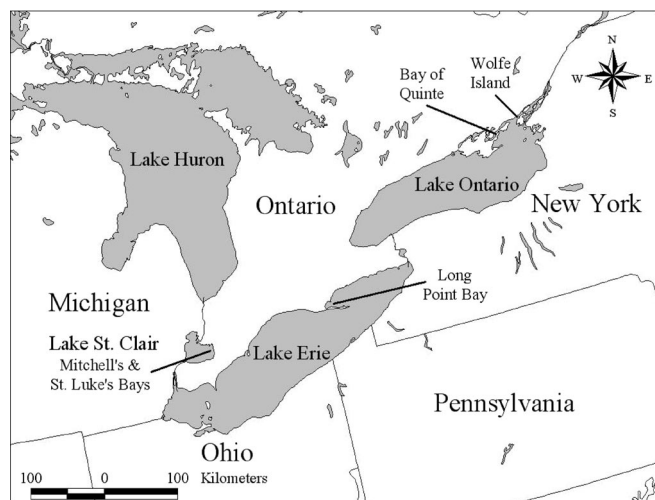 N
W E
S
Wolfe
Island
Bay of
Quinte
Lake Huron
Lake Ontario
Ontario
New York
Long
Point Bay
Michigan
Lake St. Clair
Mitchell's &
St. Luke's Bays
Lake Erie
Pennsylvania
Ohio
100 0 100
Kilometers